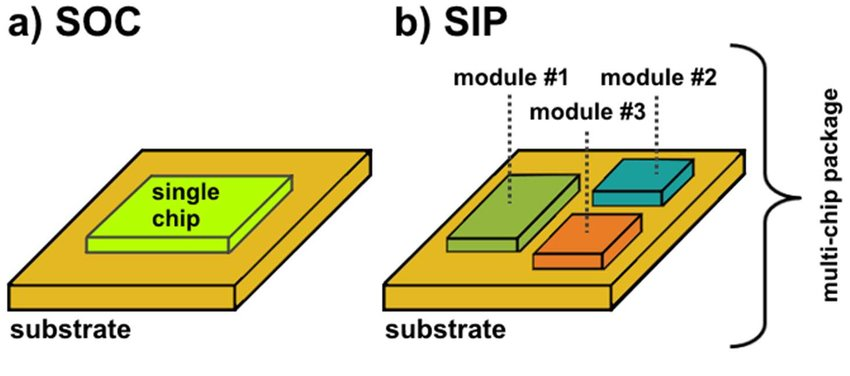 a) SOC
single
chip
substrate
b) SIP
module #1
module #2
module #3
substrate
multi-chip package